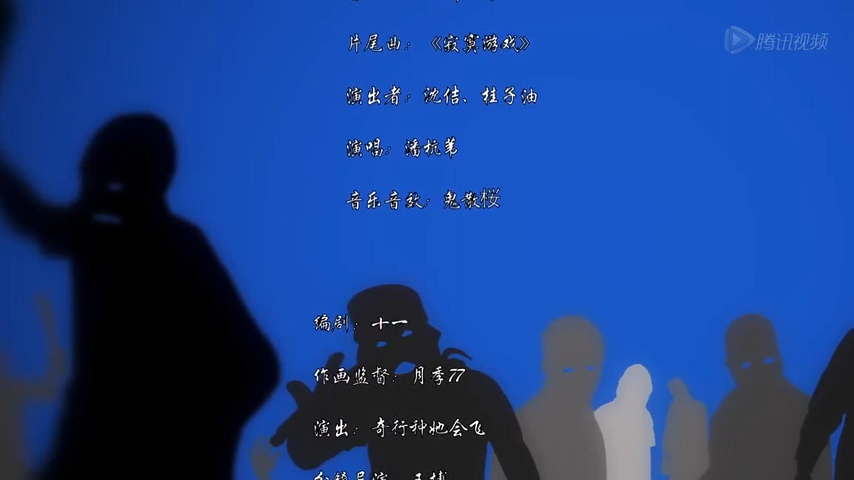 腾讯视频
片尾曲：《寂寞游戏》
演出者：沈佶、桂子油
演唱：潘杭苇
音乐音效：鬼散桜
编剧：十一
作画监督：月季77
演出：奇行种她会飞